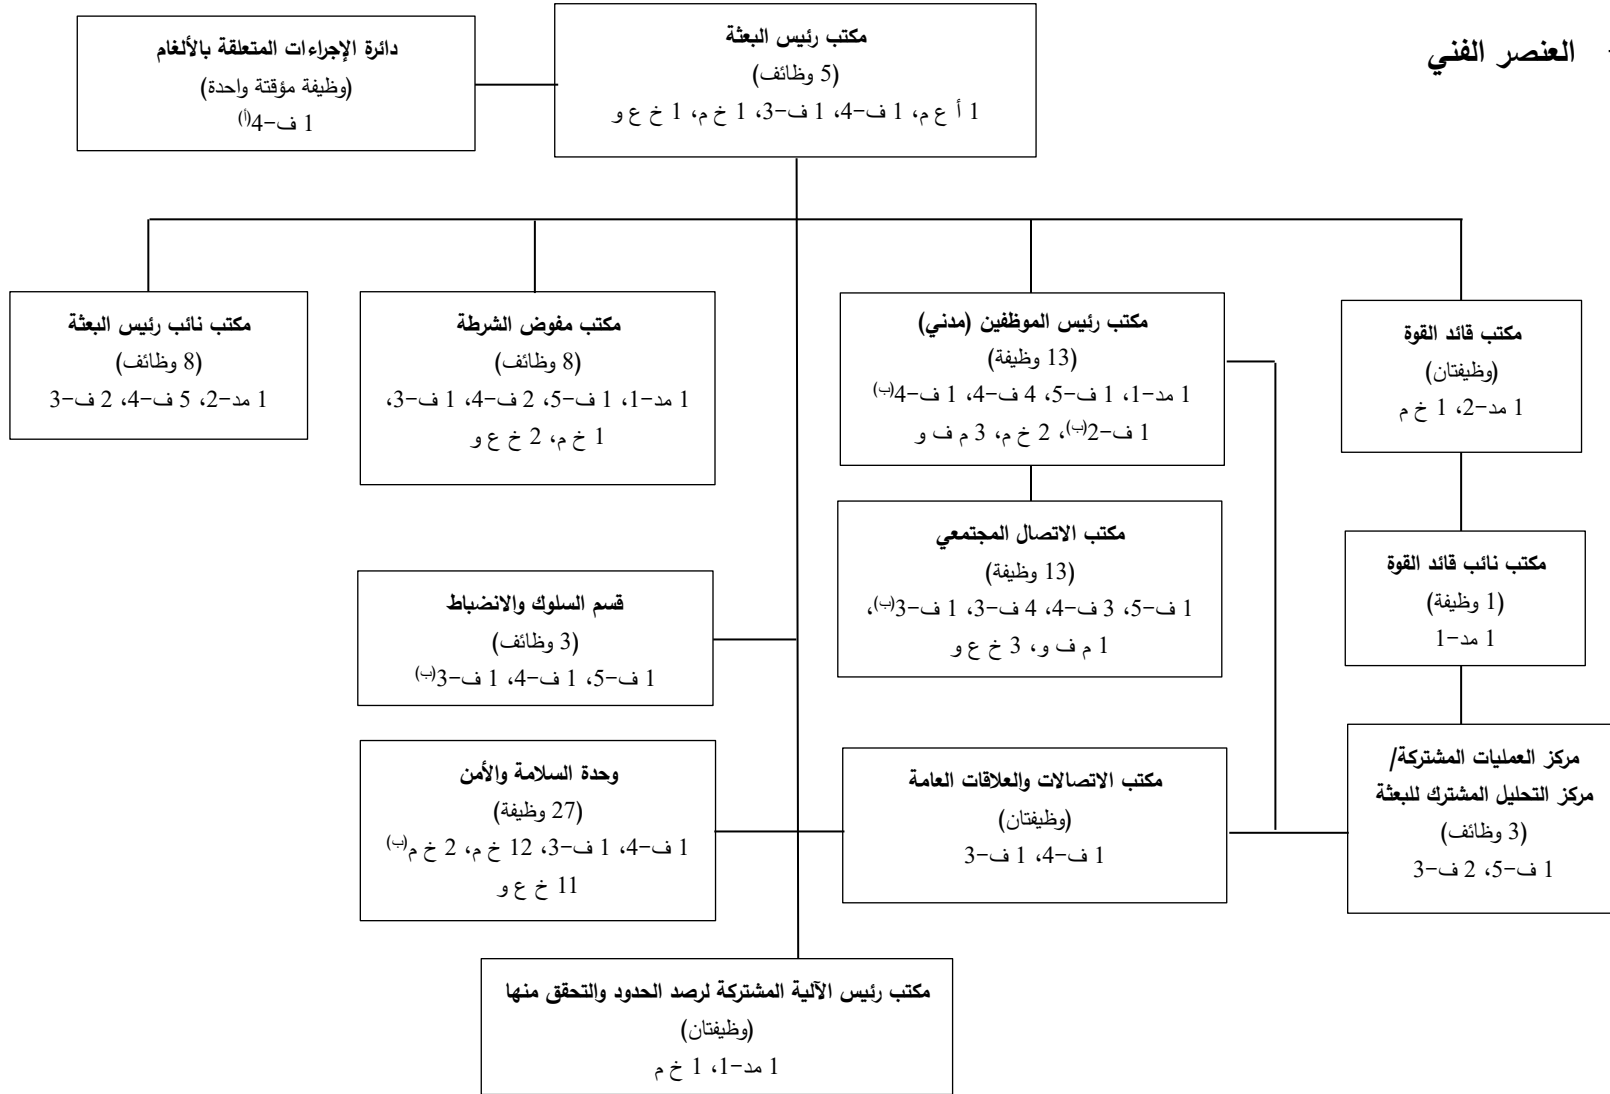 العنصر الفني
مكتب رئيس البعثة
(5 وظائف)
1 أ ع م، 1 ف-4، 1 ف-3، 1 خ م، 1 خ ع و
دائرة الإجراءات المتعلقة بالألغام
(وظيفة مؤقتة واحدة)
1 ف-4(أ)
مكتب قائد القوة
(وظيفتان)
1 مد-2، 1 خ م
مكتب رئيس الموظفين (مدني)
(13 وظيفة)
1 مد-1، 1 ف-5، 4 ف-4، 1 ف-4(ب)
1 ف-2(ب)، 2 خ م، 3 م ف و
مكتب مفوض الشرطة
(8 وظائف)
1 مد-1، 1 ف-5، 2 ف-4، 1 ف-3،
1 خ م، 2 خ ع و
مكتب نائب رئيس البعثة
(8 وظائف)
1 مد-2، 5 ف-4، 2 ف-3
مكتب نائب قائد القوة
(1 وظيفة)
1 مد-1
مكتب الاتصال المجتمعي
(13 وظيفة)
1 ف-5، 3 ف-4، 4 ف-3، 1 ف-3(ب)،
1 م ف و، 3 خ ع و
قسم السلوك والانضباط
(3 وظائف)
1 ف-5، 1 ف-4، 1 ف-3(ب)
مركز العمليات المشتركة/
مركز التحليل المشترك للبعثة
(3 وظائف)
1 ف-5، 2 ف-3
مكتب الاتصالات والعلاقات العامة
(وظيفتان)
1 ف-4، 1 ف-3
وحدة السلامة والأمن
(27 وظيفة)
1 ف-4، 1 ف-3، 12 خ م، 2 خ م(ب)
11 خ ع و
مكتب رئيس الآلية المشتركة لرصد الحدود والتحقق منها
(وظيفتان)
1 مد-1، 1 خ م